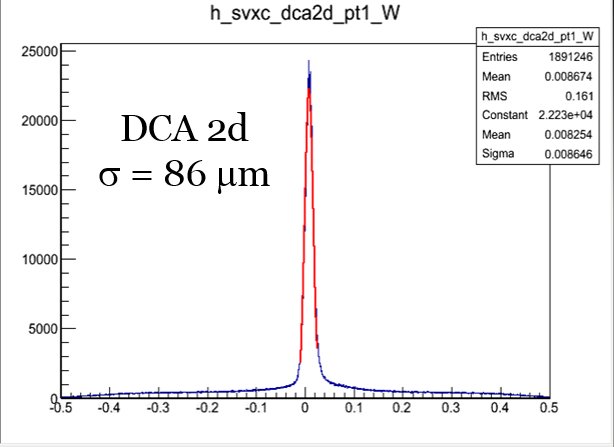 h_svxc_dca2d_pt1_W
h_svxc_dca2d_pt1_W
Entries 1891246
Mean 0.008674
RMS 0.161
Constant 2.223e+04
Mean 0.008254
Sigma 0.008646
DCA 2d
σ = 86 μm
25000
20000
15000
10000
5000
0
-0.5 -0.4 -0.3 -0.2 -0.1 0 0.1 0.2 0.3 0.4 0.5